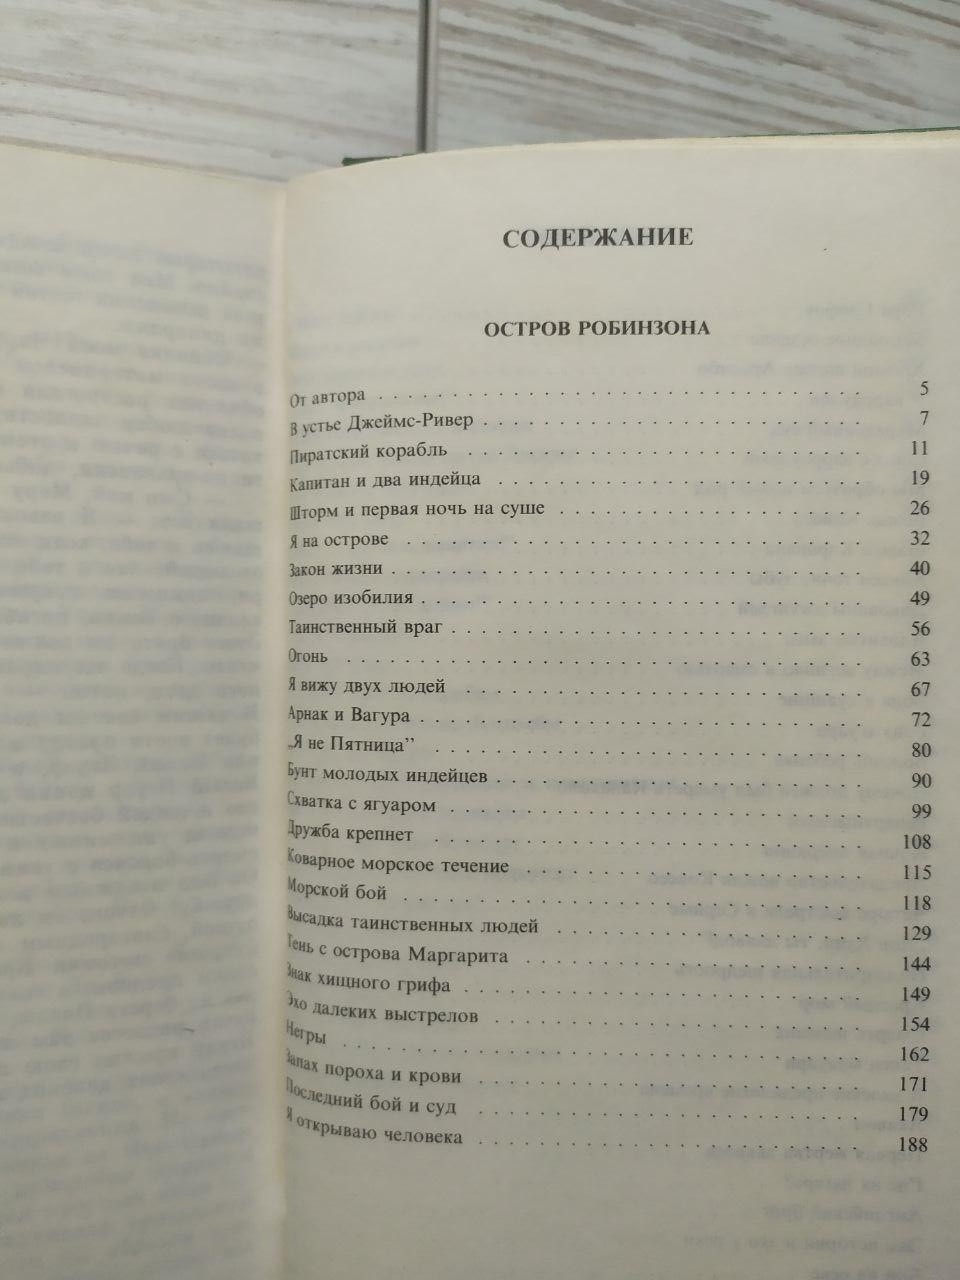 СОДЕРЖАНИЕ
ОСТРОВ РОБИНЗОНА
От автора . . . . . . . . . . . . . . . . . . . . . . . . . . 5
В устье Джеймс-Ривер . . . . . . . . . . . . . . . . . . . . 7
Пиратский корабль . . . . . . . . . . . . . . . . . . . . . 11
Капитан и два индейца . . . . . . . . . . . . . . . . . . . 19
Шторм и первая ночь на суше . . . . . . . . . . . . . . . . 26
Я на острове . . . . . . . . . . . . . . . . . . . . . . . . 32
Закон жизни . . . . . . . . . . . . . . . . . . . . . . . . 40
Озеро изобилия . . . . . . . . . . . . . . . . . . . . . . . 49
Таинственный враг . . . . . . . . . . . . . . . . . . . . . 56
Огонь . . . . . . . . . . . . . . . . . . . . . . . . . . . 63
Я вижу двух людей . . . . . . . . . . . . . . . . . . . . . 67
Арнак и Вагура . . . . . . . . . . . . . . . . . . . . . . . 72
„Я не Пятница’’ . . . . . . . . . . . . . . . . . . . . . . 80
Бунт молодых индейцев . . . . . . . . . . . . . . . . . . . 90
Схватка с ягуаром . . . . . . . . . . . . . . . . . . . . . 99
Дружба крепнет . . . . . . . . . . . . . . . . . . . . . . . 108
Коварное морское течение . . . . . . . . . . . . . . . . . . 115
Морской бой . . . . . . . . . . . . . . . . . . . . . . . . 118
Высадка таинственных людей . . . . . . . . . . . . . . . . . 129
Тень с острова Маргарита . . . . . . . . . . . . . . . . . . 144
Знак хищного грифа . . . . . . . . . . . . . . . . . . . . . 149
Эхо далеких выстрелов . . . . . . . . . . . . . . . . . . . 154
Негры . . . . . . . . . . . . . . . . . . . . . . . . . . . 162
Запах пороха и крови . . . . . . . . . . . . . . . . . . . . 171
Последний бой и суд . . . . . . . . . . . . . . . . . . . . 179
Я открываю человека . . . . . . . . . . . . . . . . . . . . 188